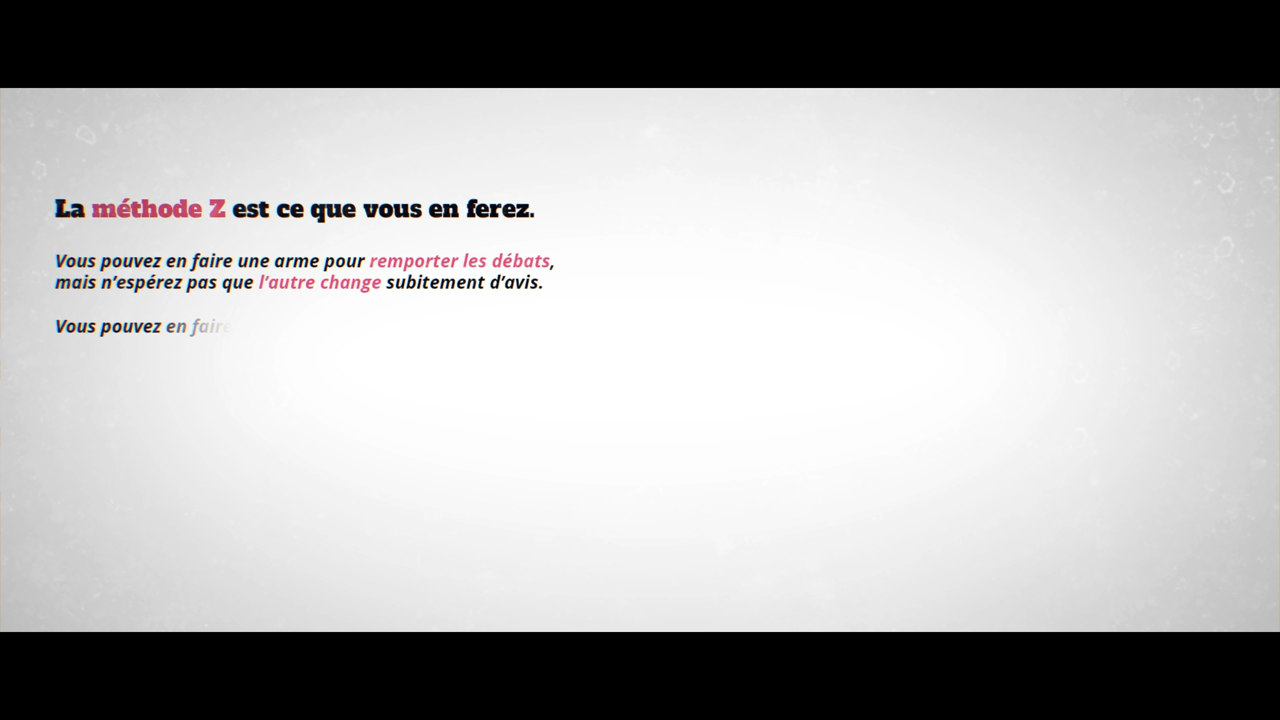 La méthode Z est ce que vous en ferez.
Vous pouvez en faire une arme pour remporter les débats,
mais n’espérez pas que l’autre change subitement d’avis.
Vous pouvez en faire